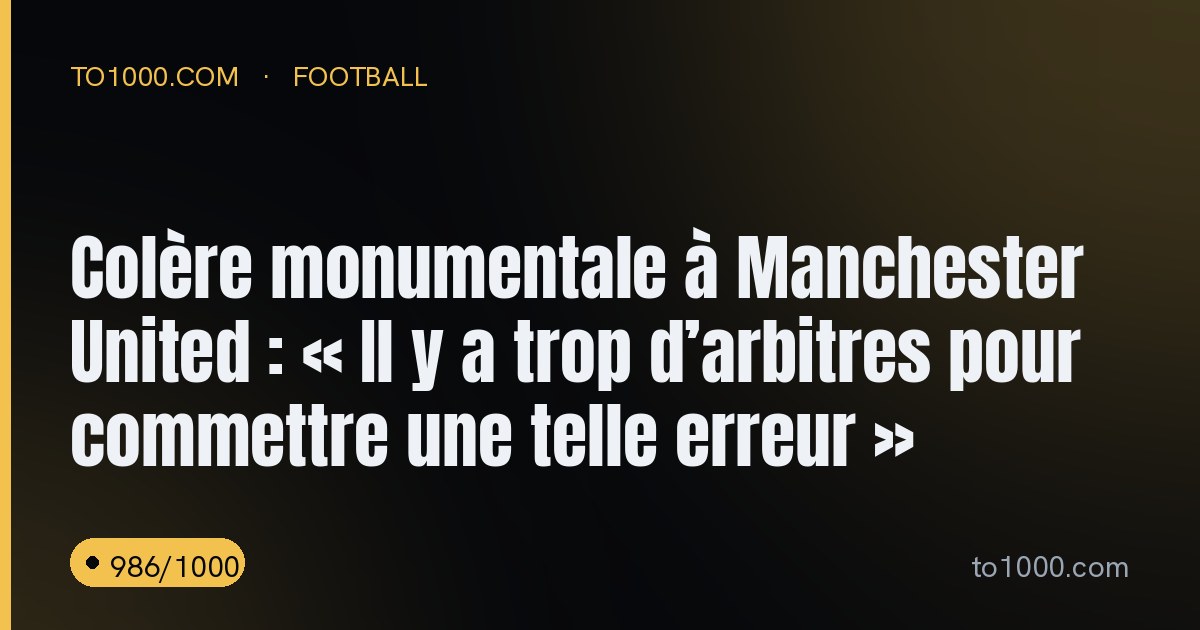 TO1000.COM · FOOTBALL
Colère monumentale à Manchester
United : « Il y a trop d’arbitres pour
commettre une telle erreur »
986/1000
to1000.com